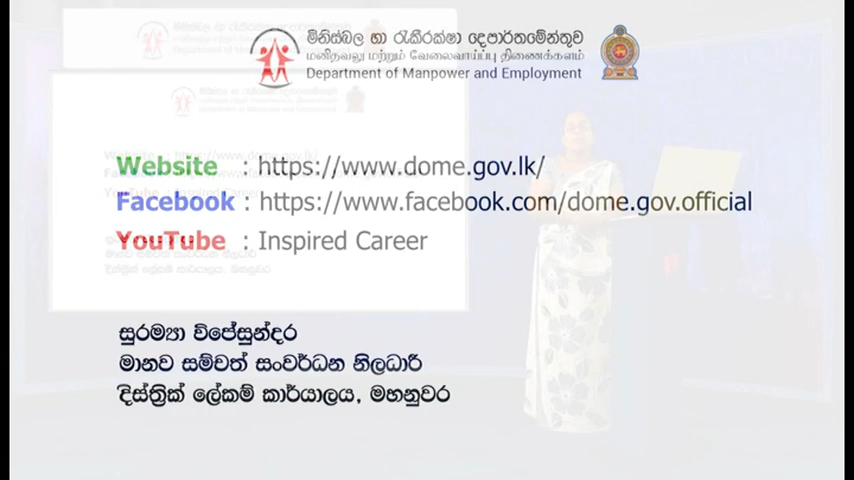 මිනිස්බල හා රැකීරක්ෂා දෙපාර්තමේන්තුව
மனிதவலு மற்றும் வேலைவாய்ப்பு திணைக்களம்
Department of Manpower and Employment
Website : https://www.dome.gov.lk/
Facebook : https://www.facebook.com/dome.gov.official
YouTube : Inspired Career
සුරම්‍යා විජේසුන්දර
මානව සම්පත් සංවර්ධන නිලධාරී
දිස්ත්‍රික් ලේකම් කාර්යාලය, මහනුවර